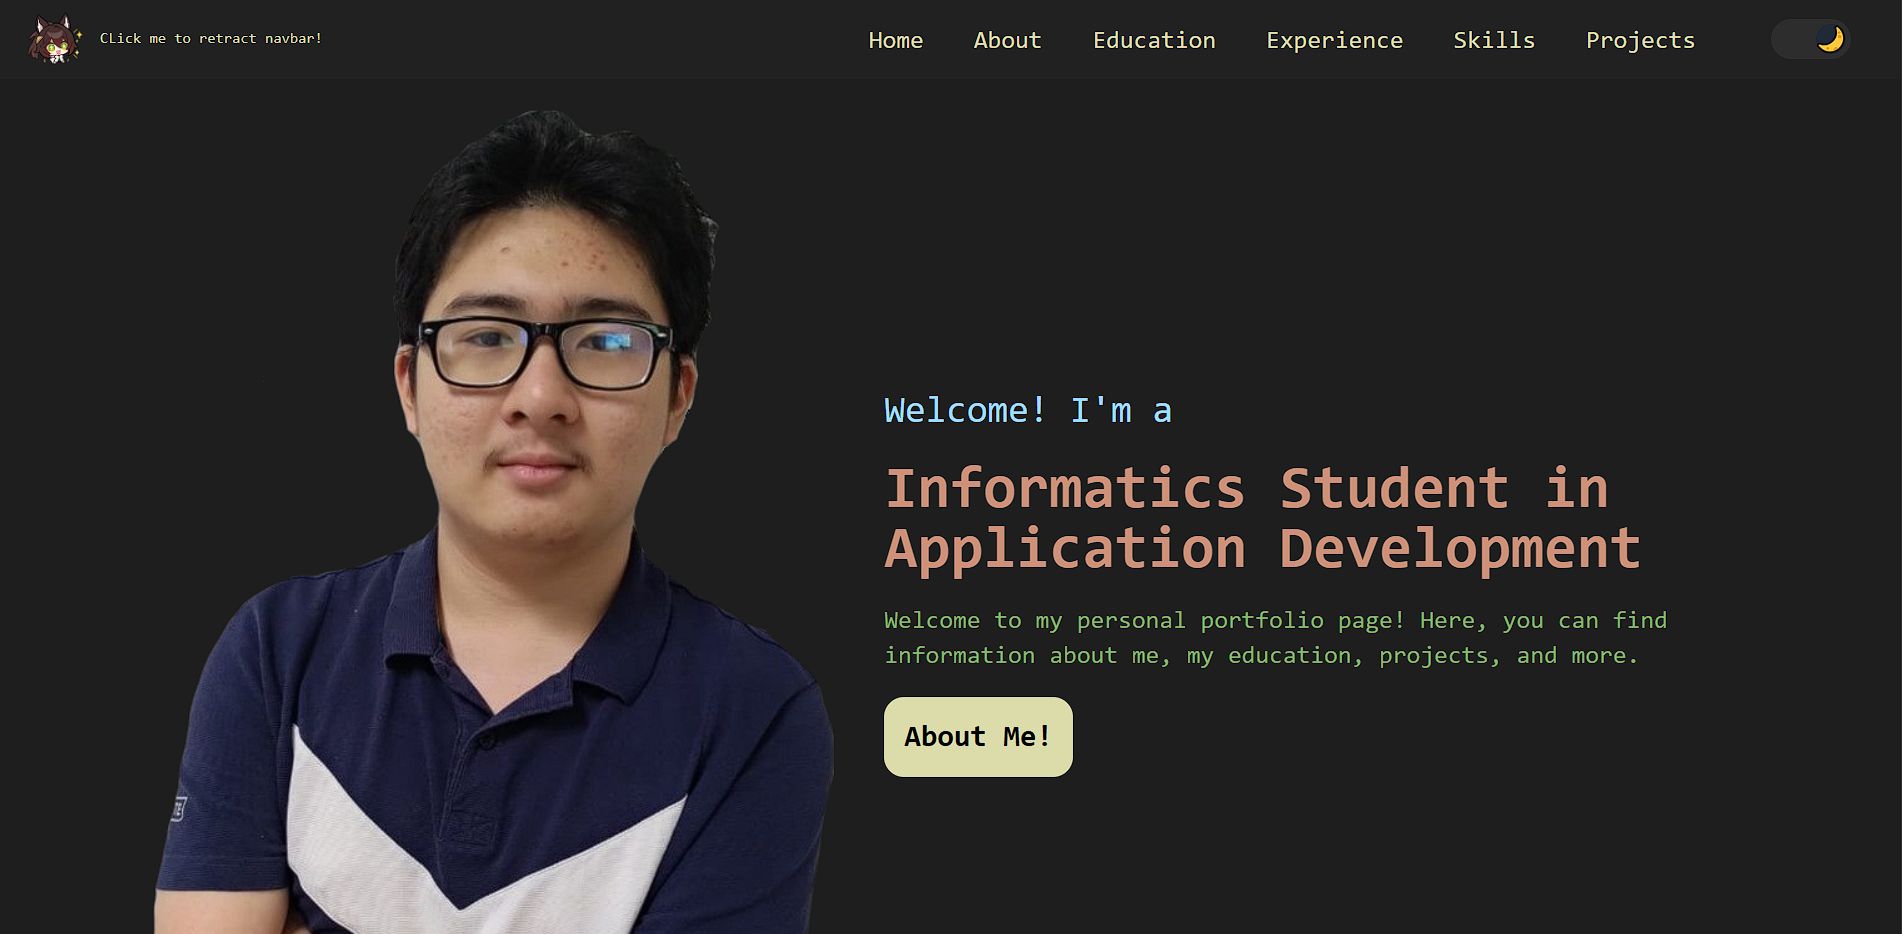 CLick me to retract navbar!
Home
About
Education
Experience
Skills
Projects
Welcome! I'm a
Informatics Student in
Application Development
Welcome to my personal portfolio page! Here, you can find
information about me, my education, projects, and more.
About Me!